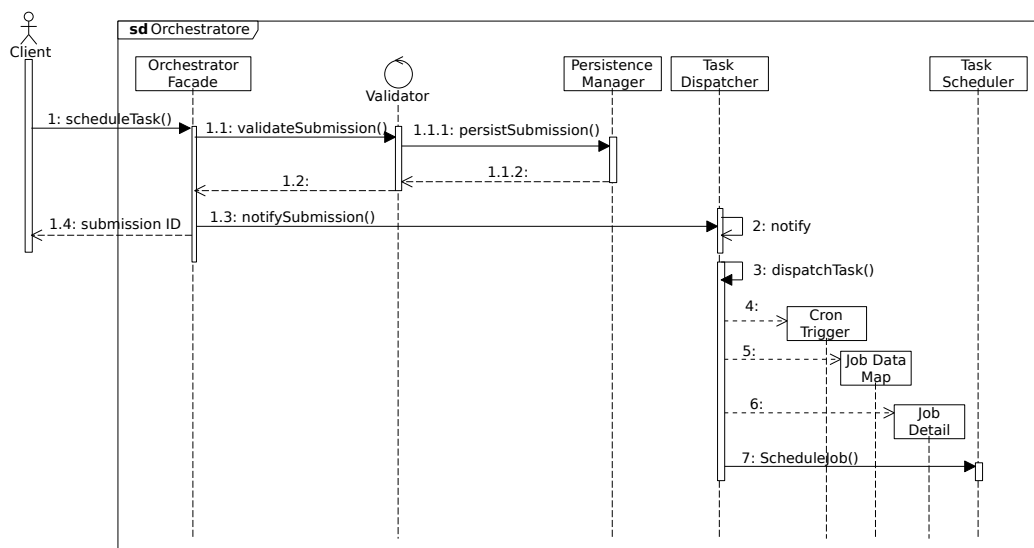 sd Orchestratore
Client
Orchestrator
Facade
Validator
Persistence
Manager
Task
Dispatcher
Task
Scheduler
1: scheduleTask()
1.1: validateSubmission()
1.1.1: persistSubmission()
1.1.2:
1.2:
1.3: notifySubmission()
1.4: submission ID
2: notify
3: dispatchTask()
4:
Cron
Trigger
5:
Job Data
Map
6:
Job
Detail
7: ScheleJob()